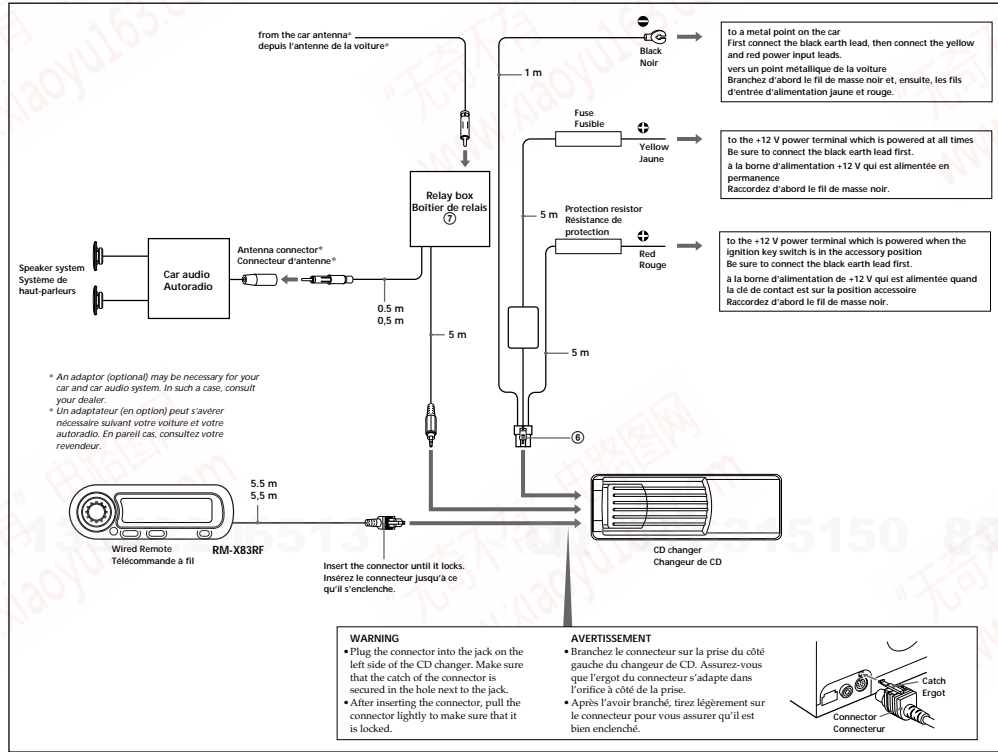 from the car antenna*
depuis l'antenne de la voiture*
Black
Noir
to a metal point on the car
First connect the black earth lead, then connect the yellow
and red power input leads.
vers un point métallique de la voiture
Branchez d'abord le fil de masse noir et, ensuite, les fils
d'entrée d'alimentation jaune et rouge.
1 m
Fuse
Fusible
Yellow
Jaune
to the +12 V power terminal which is powered at all times
Be sure to connect the black earth lead first.
à la borne d'alimentation +12 V qui est alimentée en
permanence
Raccordez d'abord le fil de masse noir.
Relay box
Boîtier de relais
⑦
5 m
Protection resistor
Résistance de
protection
Red
Rouge
to the +12 V power terminal which is powered when the
ignition key switch is in the accessory position
Be sure to connect the black earth lead first.
à la borne d'alimentation de +12 V qui est alimentée quand
la clé de contact est sur la position accessoire
Raccordez d'abord le fil de masse noir.
Speaker system
Système de
haut-parleurs
Car audio
Autoradio
Antenna connector*
Connecteur d'antenne*
0.5 m
0,5 m
5 m
5 m
* An adaptor (optional) may be necessary for your
car and car audio system. In such a case, consult
your dealer.
* Un adaptateur (en option) peut s'avérer
nécessaire suivant votre voiture et votre
autoradio. En pareil cas, consultez votre
revendeur.
⑥
5.5 m
5,5 m
Wired Remote
Télécommande à fil
RM-X83RF
Insert the connector until it locks.
Insérez le connecteur jusqu'à ce
qu'il s'enclenche.
CD changer
Changeur de CD
WARNING
• Plug the connector into the jack on the
left side of the CD changer. Make sure
that the catch of the connector is
secured in the hole next to the jack.
• After inserting the connector, pull the
connector lightly to make sure that it
is locked.
AVERTISSEMENT
• Branchez le connecteur sur la prise du côté
gauche du changeur de CD. Assurez-vous
que l'ergot du connecteur s'adapte dans
l'orifice à côté de la prise.
• Après l'avoir branché, tirez légèrement sur
le connecteur pour vous assurer qu'il est
bien enclenché.
Catch
Ergot
Connector
Connecteur